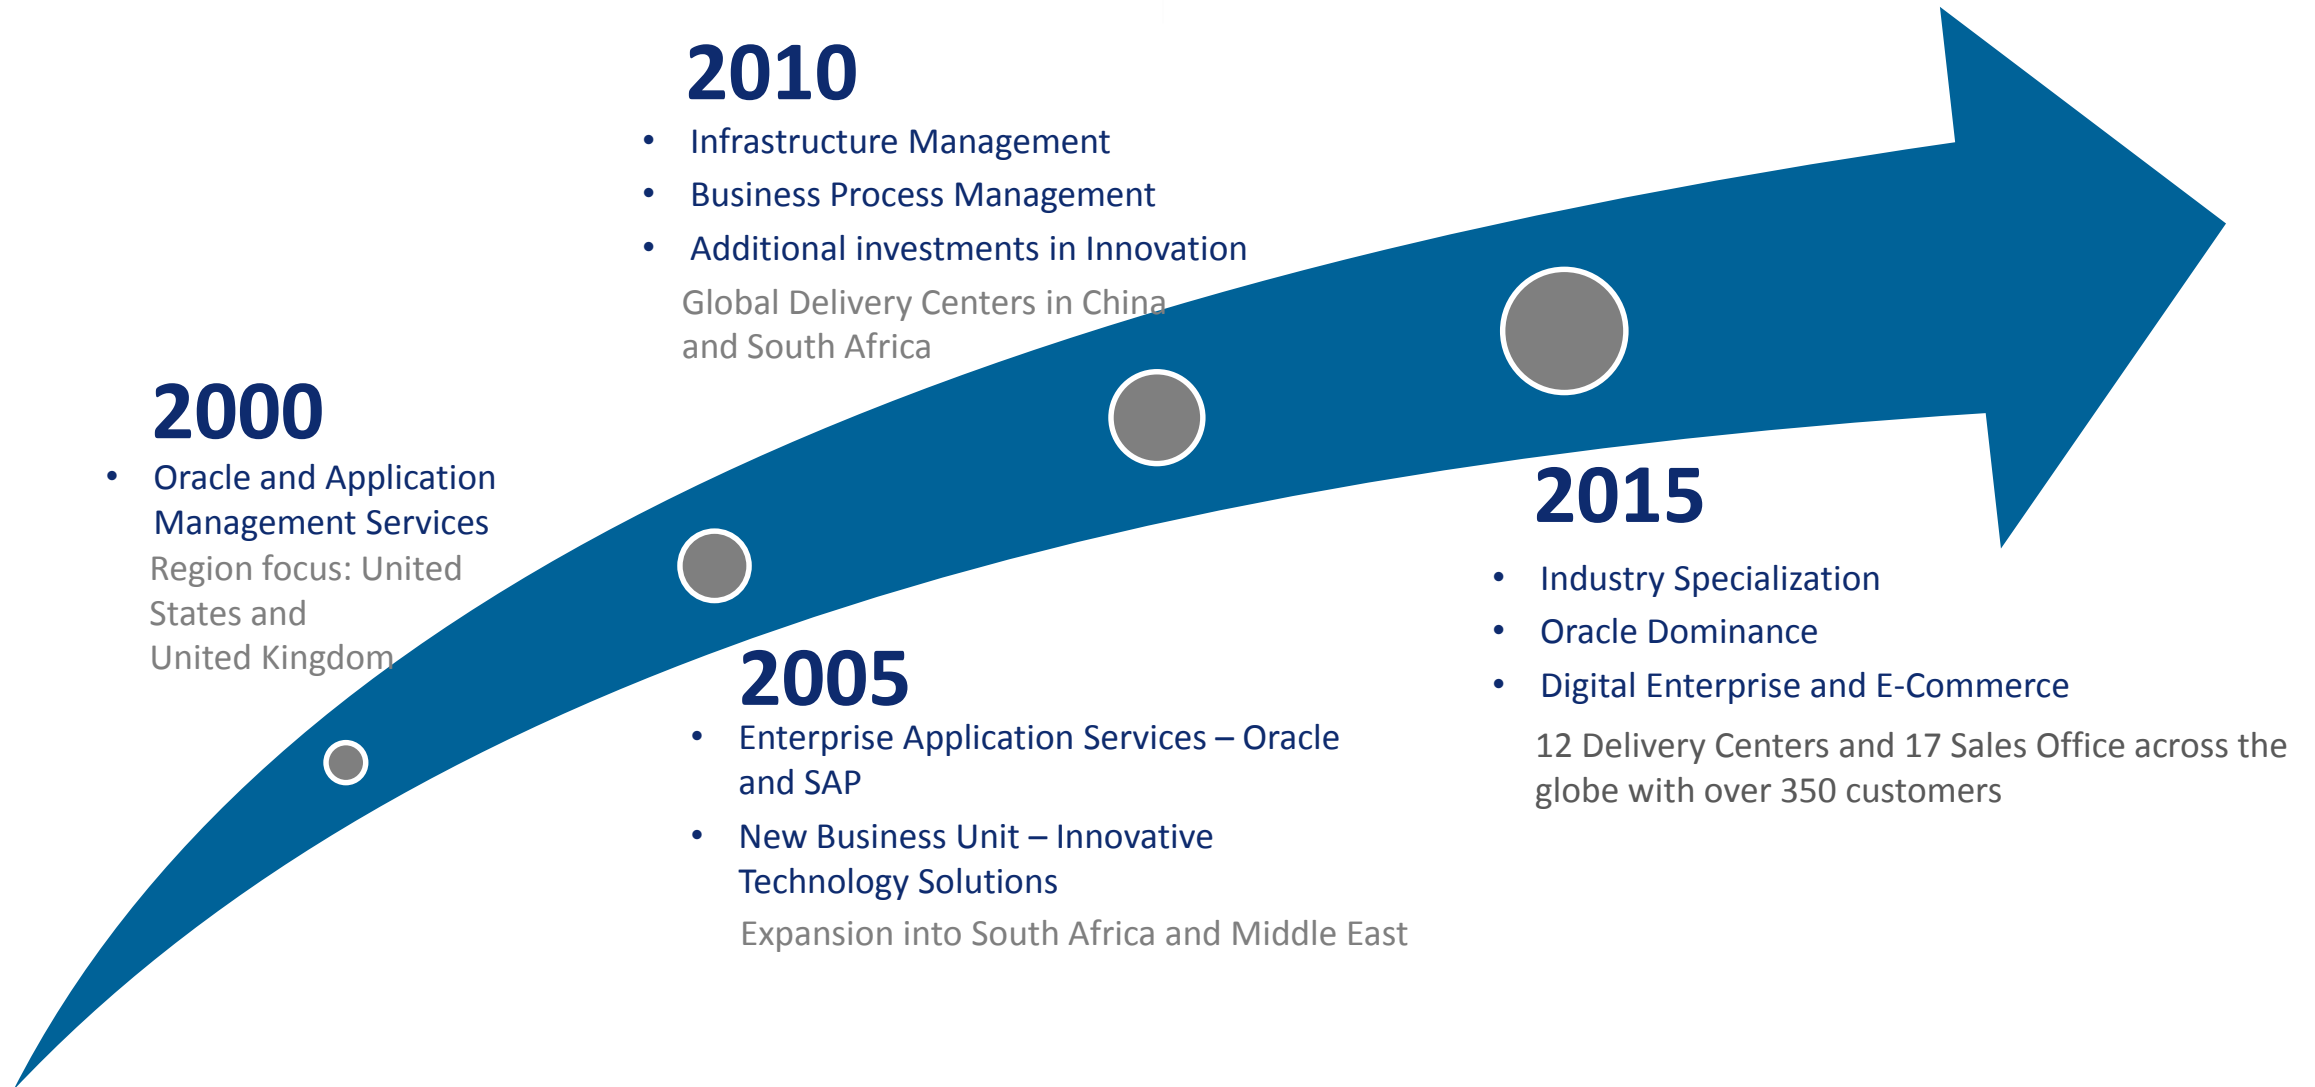 2010
• Infrastructure Management
• Business Process Management
• Additional investments in Innovation
Global Delivery Centers in China
and South Africa
2000
• Oracle and Application
Management Services
Region focus: United
States and
United Kingdom
2005
• Enterprise Application Services – Oracle
and SAP
• New Business Unit – Innovative
Technology Solutions
Expansion into South Africa and Middle East
2015
• Industry Specialization
• Oracle Dominance
• Digital Enterprise and E-Commerce
12 Delivery Centers and 17 Sales Office across the
globe with over 350 customers